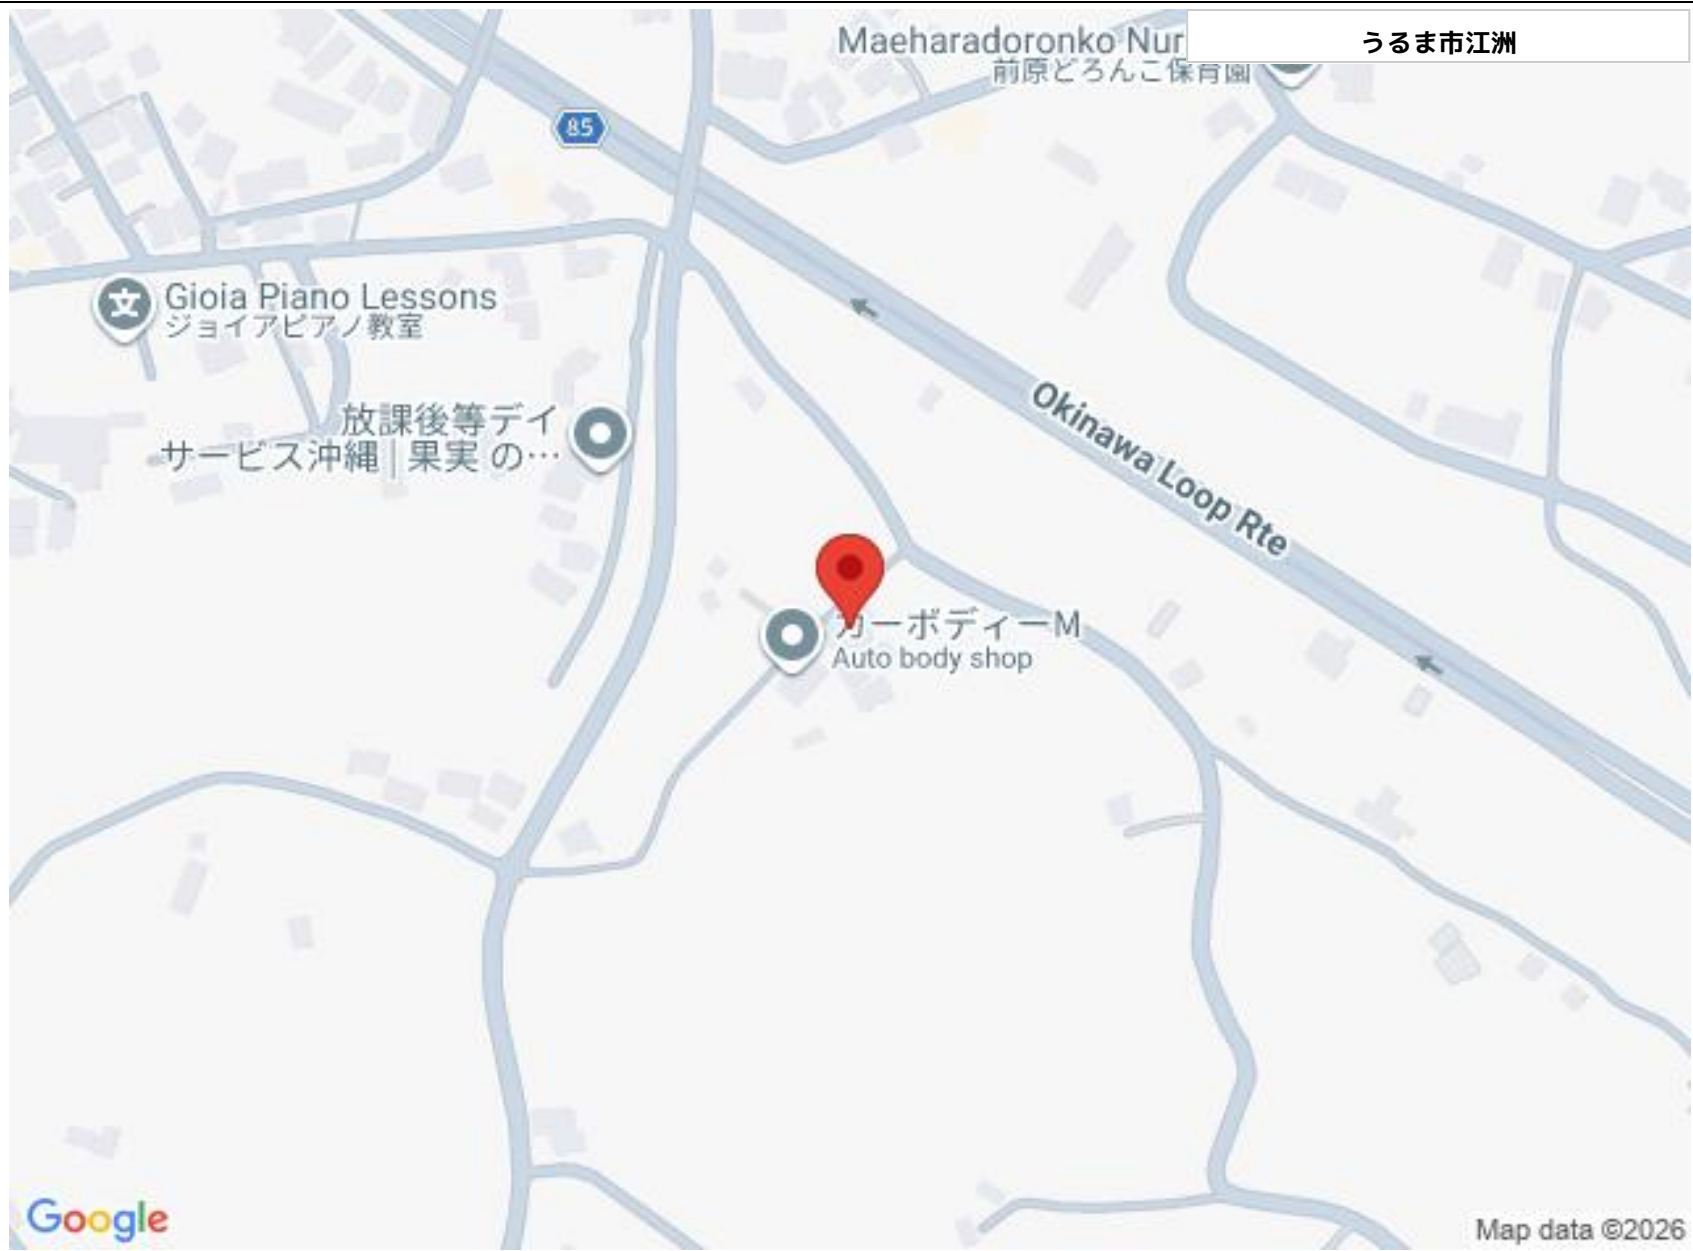 Maeharadoronko Nur
うるま市江洲
前原どろんこ保育園
85
Gioia Piano Lessons
ジョイアピアノ教室
放課後等デイ
サービス沖縄 | 果実 の…
Okinawa Loop Rte
カーボディーM
Auto body shop
Google
Map data ©2026